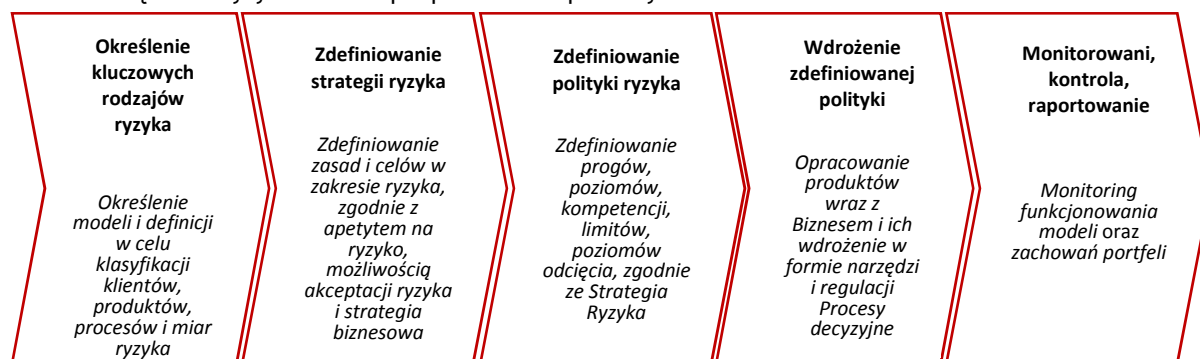 Określenie
kluczowych
rodzajów
ryzyka
Określenie
modeli i definicji
w celu
klasyfikacji
klientów,
produktów,
procesów i miar
ryzyka
Zdefiniowanie
strategii ryzyka
Zdefiniowanie
zasad i celów w
zakresie ryzyka,
zgodnie z
apetytem na
ryzyko,
możliwością
akceptacji ryzyka
i strategia
biznesowa
Zdefiniowanie
polityki ryzyka
Zdefiniowanie
progów,
poziomów,
kompetencji,
limitów,
poziomów
odcięcia, zgodnie
ze Strategia
Ryzyka
Wdrożenie
zdefiniowanej
polityki
Opracowanie
produktów
wraz z
Biznesem i ich
wdrożenie w
formie narzędzi
i regulacji
Procesy
decyzyjne
Monitorowani,
kontrola,
raportowanie
Monitoring
funkcjonowania
modeli oraz
zachowań portfeli